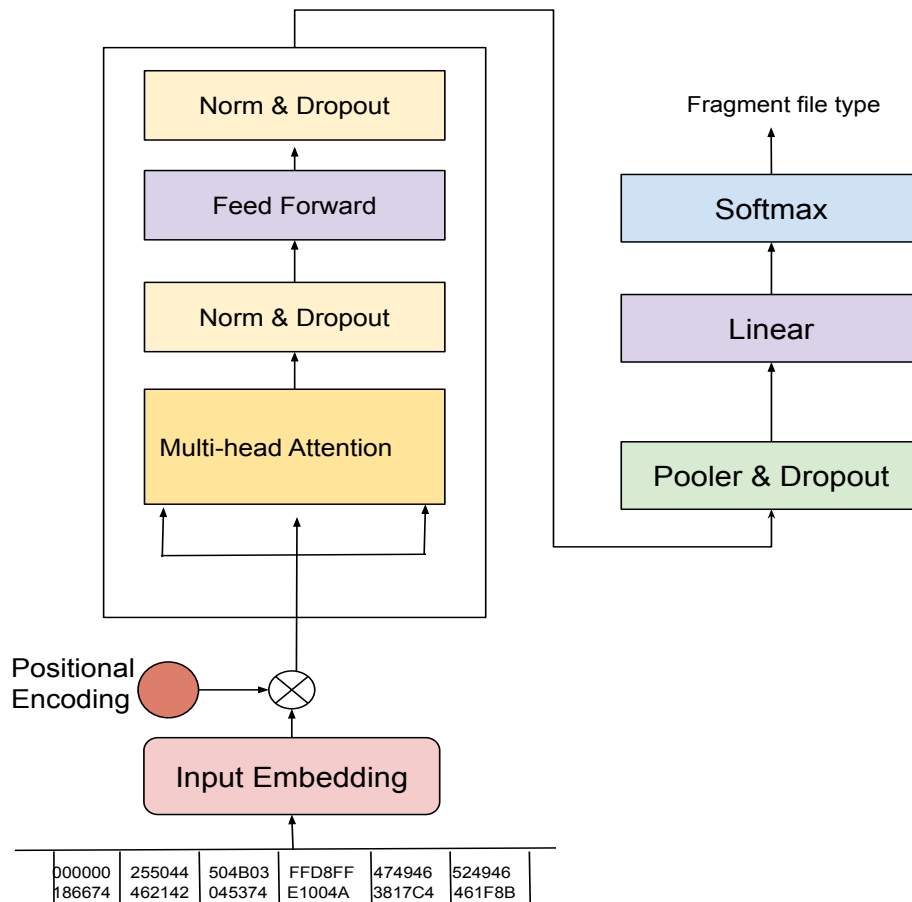 Norm & Dropout
Feed Forward
Norm & Dropout
Multi-head Attention
Positional
Encoding
Input Embedding
000000 255044 504B03 FFD8FF 474946 524946
186674 462142 045374 E1004A 3817C4 461F8B
Fragment file type
Softmax
Linear
Pooler & Dropout